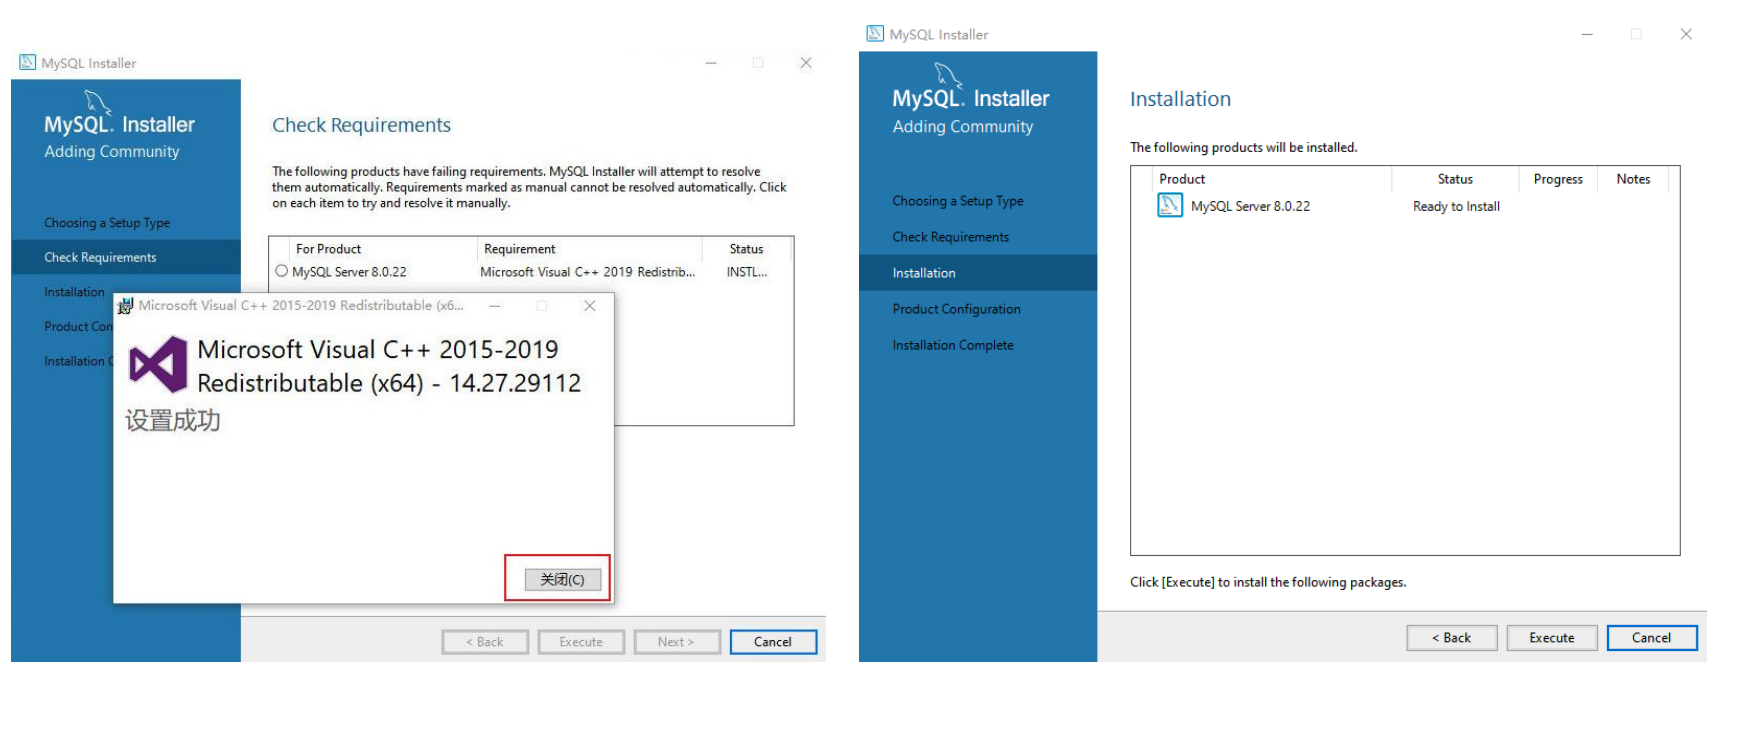 MySQL Installer
MySQL. Installer
Adding Community
Choosing a Setup Type
Check Requirements
Installation
Product Con
Installation C
Check Requirements
The following products have failing requirements. MySQL Installer will attempt to resolve
them automatically. Requirements marked as manual cannot be resolved automatically. Click
on each item to try and resolve it manually.
For Product Requirement Status
MySQL Server 8.0.22 Microsoft Visual C++ 2019 Redistrib... INSTL...
Microsoft Visual C++ 2015-2019 Redistributable (x6...
Microsoft Visual C++ 2015-2019
Redistributable (x64) - 14.27.29112
设置成功
关闭(C)
< Back Execute Next > Cancel
MySQL Installer
MySQL. Installer
Adding Community
Choosing a Setup Type
Check Requirements
Installation
Product Configuration
Installation Complete
Installation
The following products will be installed.
Product Status Progress Notes
MySQL Server 8.0.22 Ready to Install
Click [Execute] to install the following packages.
< Back Execute Cancel